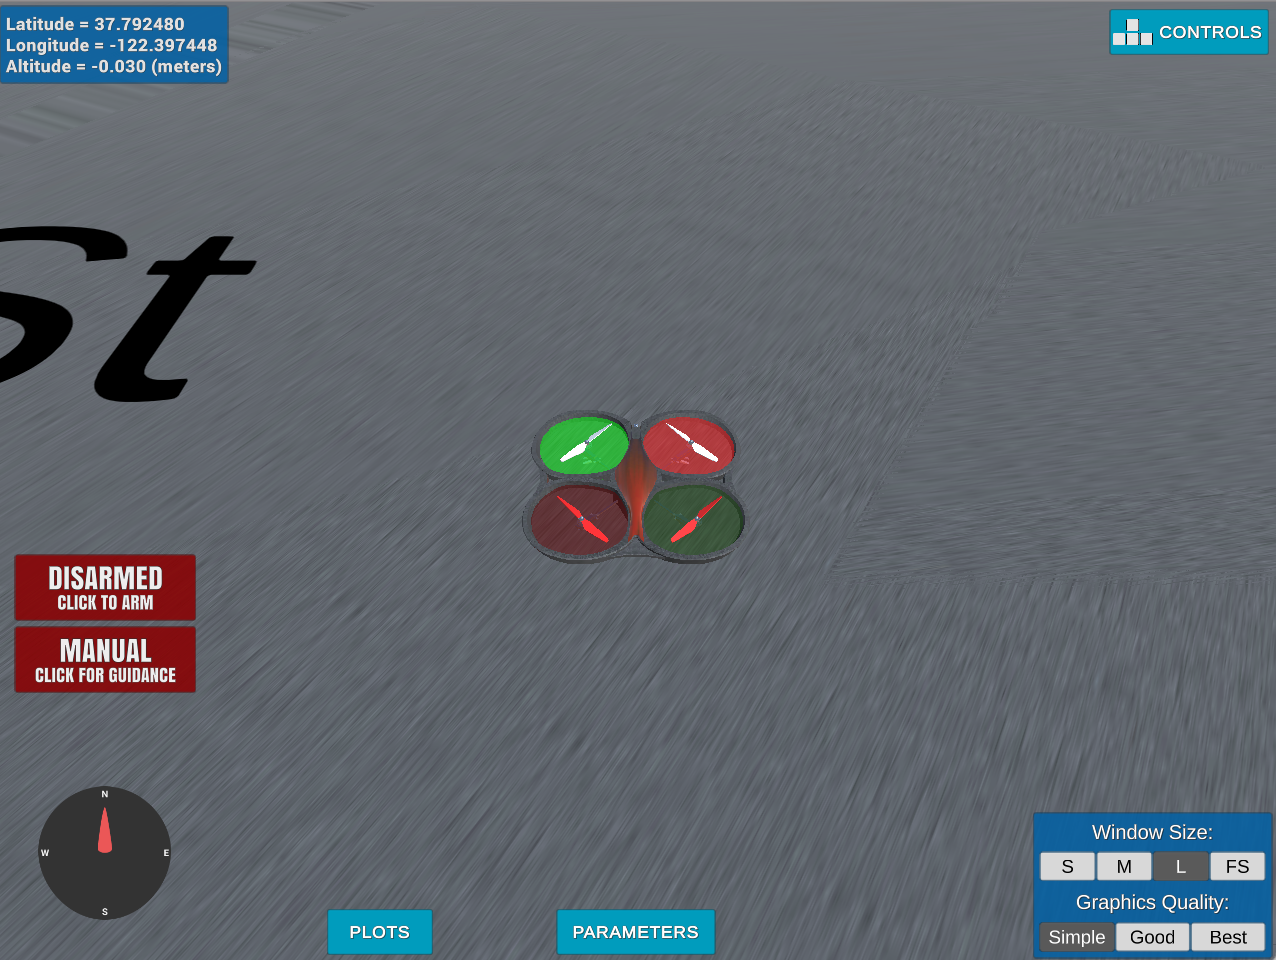 Latitude = 37.792480
Longitude = -122.397448
Altitude = -0.030 (meters)
CONTROLS
St
DISARMED
CLICK TO ARM
MANUAL
CLICK FOR GUIDANCE
N
W E
S
PLOTS
PARAMETERS
Window Size:
S M L FS
Graphics Quality:
Simple Good Best